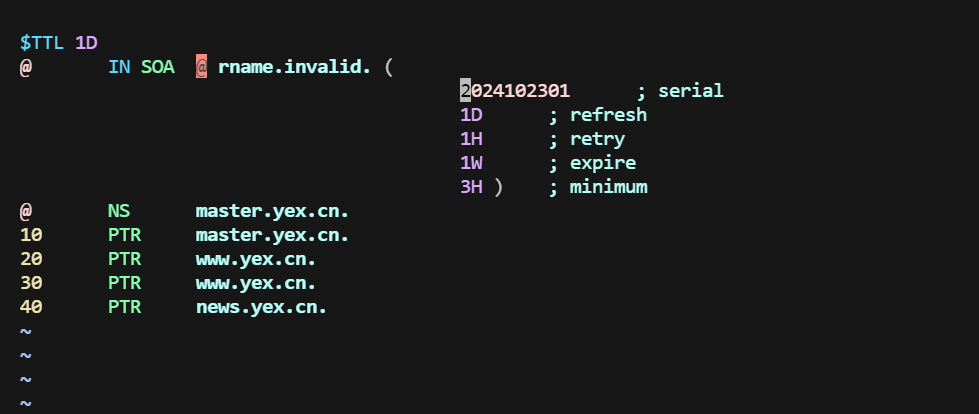 $TTL 1D
@ IN SOA @ rname.invalid. (
2024102301 ; serial
1D ; refresh
1H ; retry
1W ; expire
3H ) ; minimum
@ NS master.yex.cn.
10 PTR master.yex.cn.
20 PTR www.yex.cn.
30 PTR www.yex.cn.
40 PTR news.yex.cn.
~
~
~
~